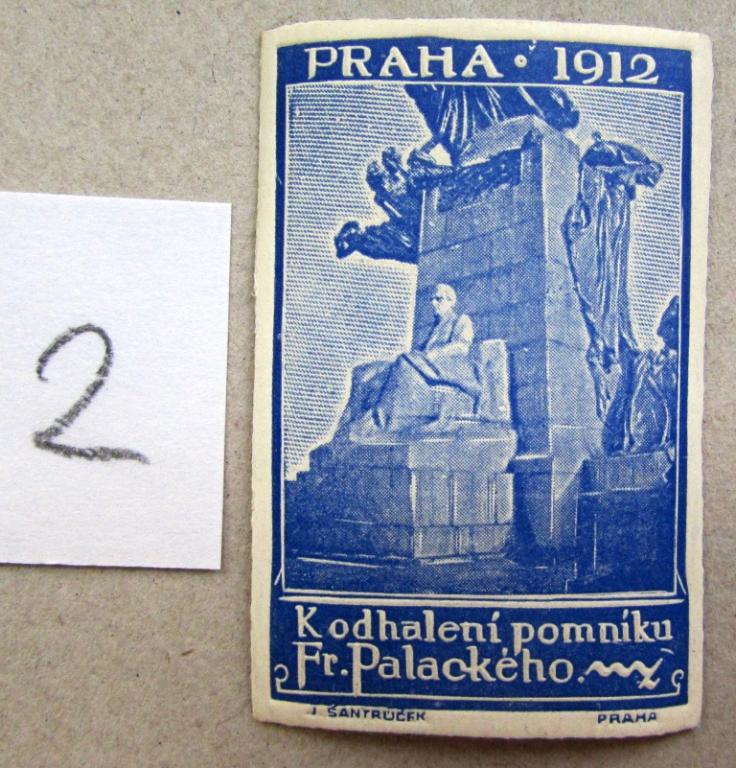 PRAHA · 1912
2
K odhalení pomníku
Fr. Palackého.
J. ŠANTRŮČEK PRAHA